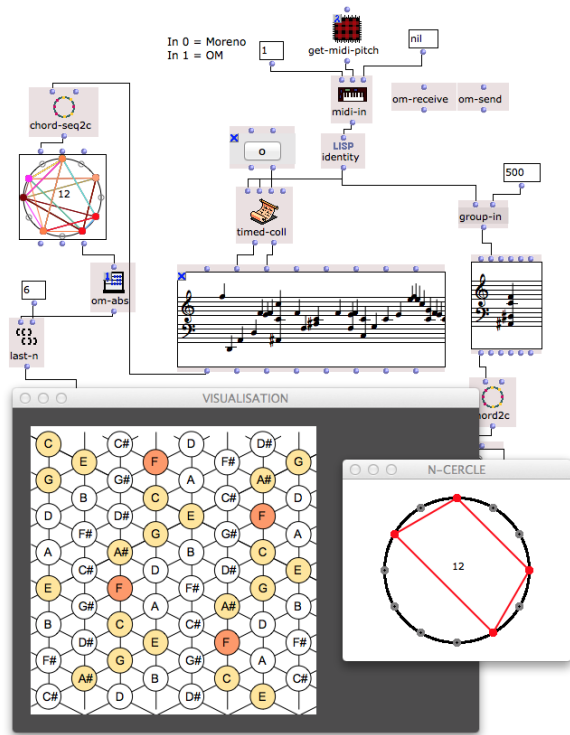 In 0 = Moreno
In 1 = OM
1
get-midi-pitch
nil
midi-in
om-receive
om-send
chord-seq2c
12
o
LISP
identity
timed-coll
500
group-in
6
om-abs
last-n
hord2c
VISUALISATION
C C# D D#
E F F# G
G G# A A#
B C C# D
D D# E F
F# G G# A
A A# B C
C# D D# E
E F F# G
G# A A# B
B C C# D
D# E F F#
F# G G# A
A# B C C#
C# D D# E
N-CERCLE
12